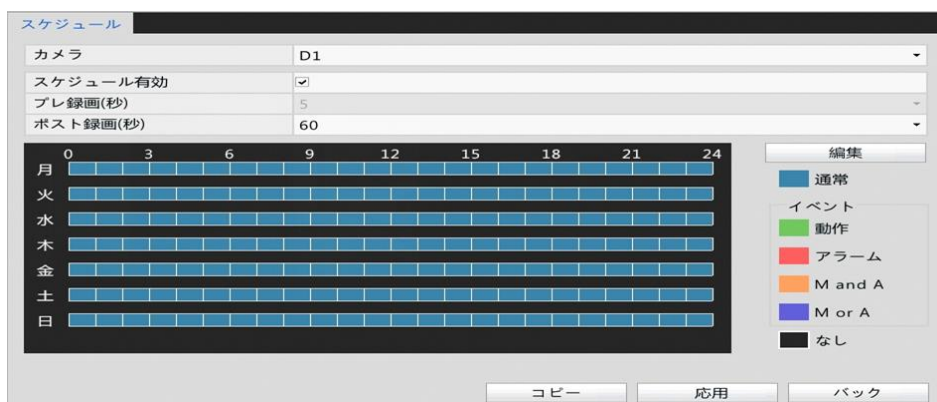 スケジュール
カメラ D1
スケジュール有効
プレ録画(秒) 5
ポスト録画(秒) 60
0 3 6 9 12 15 18 21 24
月
火
水
木
金
土
日
編集
通常
イベント
動作
アラーム
M and A
M or A
なし
コピー 応用 バック